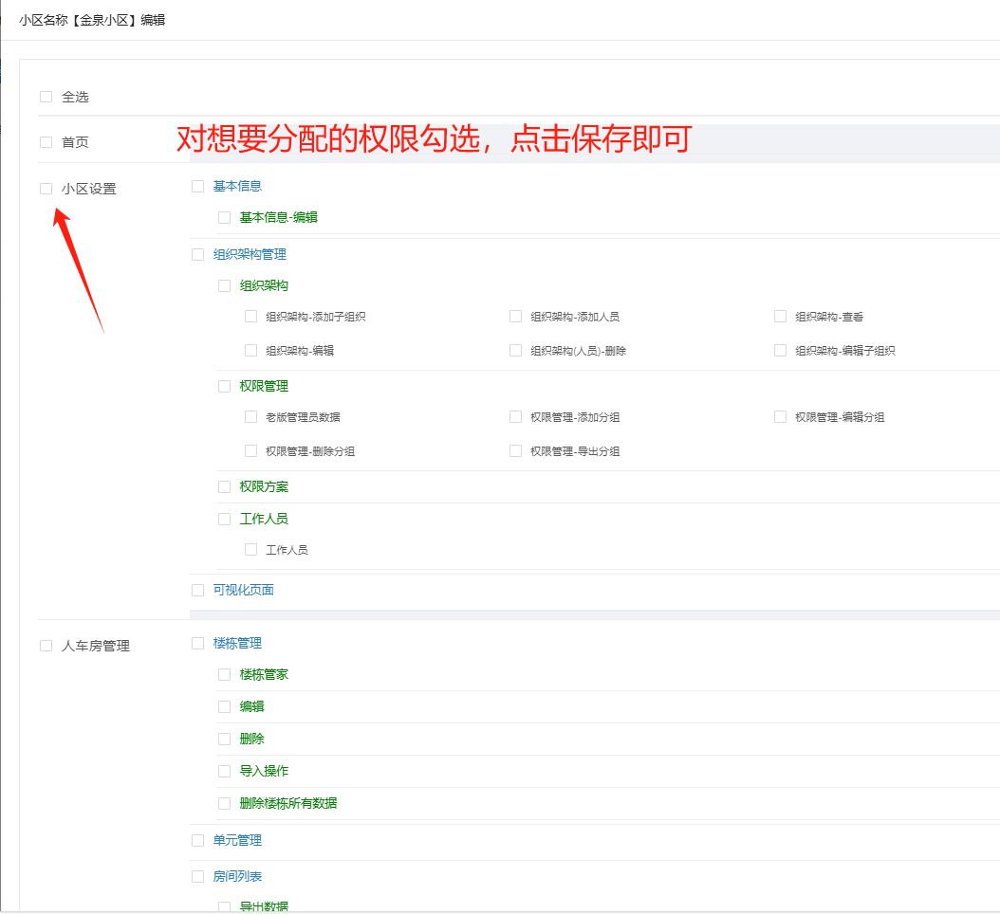 小区名称【金泉小区】编辑
全选
首页
对想要分配的权限勾选，点击保存即可
小区设置
基本信息
基本信息-编辑
组织架构管理
组织架构
组织架构-添加子组织 组织架构-添加人员 组织架构-查看
组织架构-编辑 组织架构(人员)-删除 组织架构-编辑子组织
权限管理
老版管理员数据 权限管理-添加分组 权限管理-编辑分组
权限管理-删除分组 权限管理-导出分组
权限方案
工作人员
工作人员
可视化页面
人车房管理
楼栋管理
楼栋管家
编辑
删除
导入操作
删除楼栋所有数据
单元管理
房间列表
导出数据